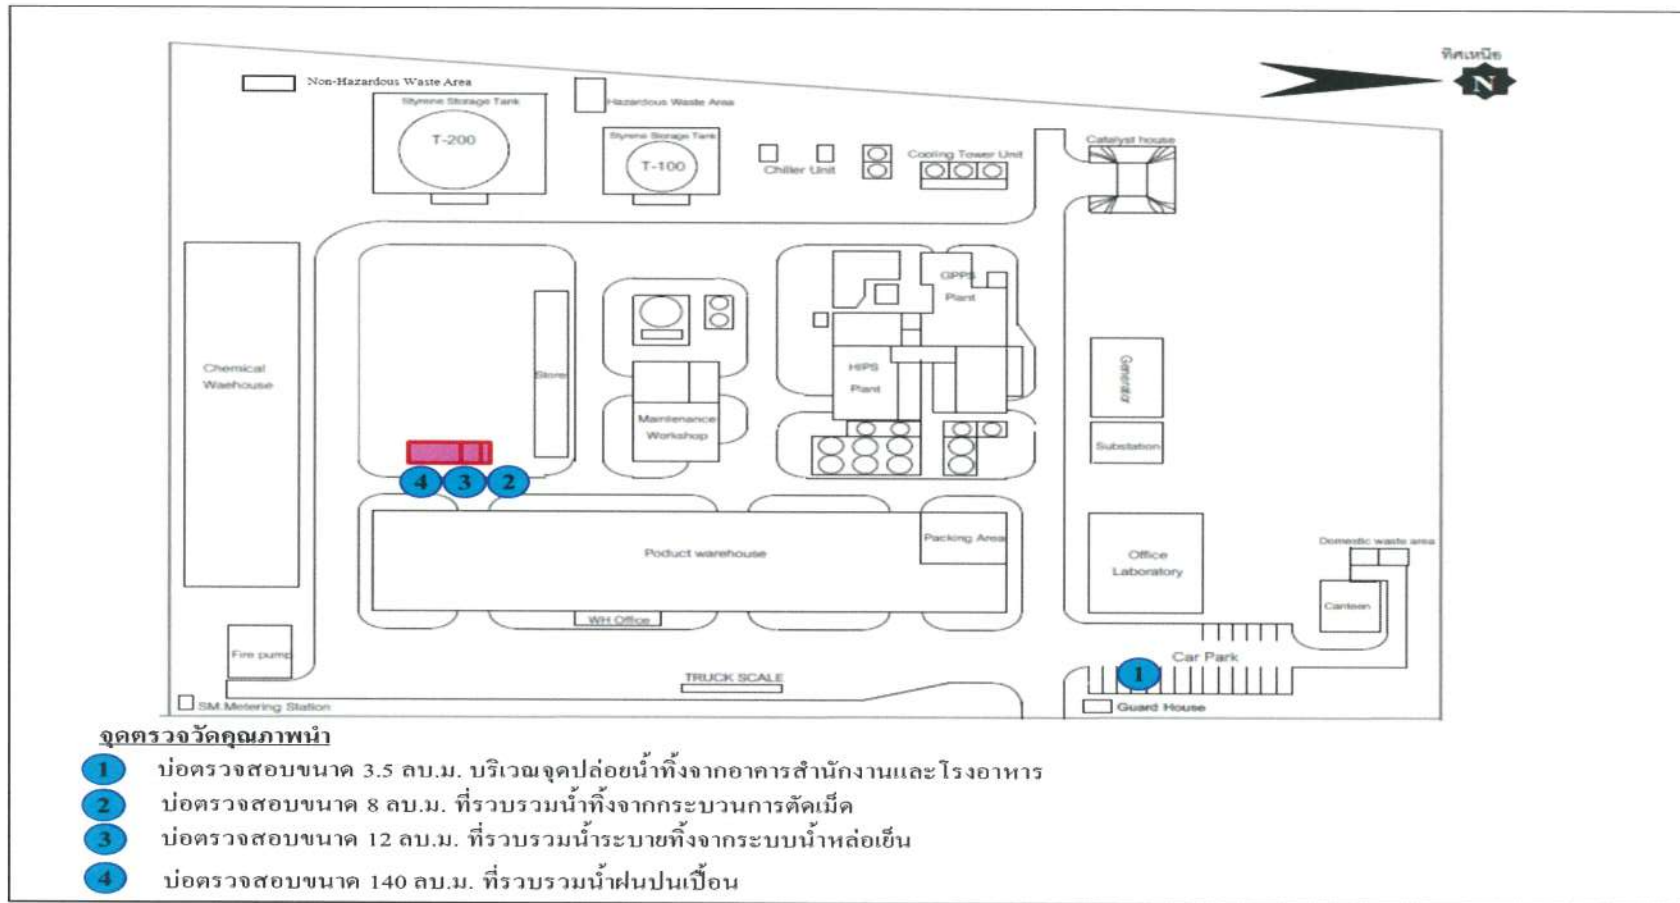 ทิศเหนือ
N
Non-Hazardous Waste Area
Styrene Storage Tank
T-200
Hazardous Waste Area
Styrene Storage Tank
T-100
Chiller Unit
Cooling Tower Unit
Catalyst house
GPPS
Plant
HIPS
Plant
Chemical
Waehouse
Store
Maintenance
Workshop
Generator
Substation
4
3
2
Poduct warehouse
Packing Area
Office
Laboratory
Domestic waste area
Canteen
WH Office
Fire pump
Car Park
1
TRUCK SCALE
SM.Metering Station
Guard House
จุดตรวจวัดคุณภาพน้ำ
1 บ่อตรวจสอบขนาด 3.5 ลบ.ม. บริเวณจุดปล่อยน้ำทิ้งจากอาคารสำนักงานและโรงอาหาร
2 บ่อตรวจสอบขนาด 8 ลบ.ม. ที่รวบรวมน้ำทิ้งจากกระบวนการตัดเม็ด
3 บ่อตรวจสอบขนาด 12 ลบ.ม. ที่รวบรวมน้ำระบายทิ้งจากระบบน้ำหล่อเย็น
4 บ่อตรวจสอบขนาด 140 ลบ.ม. ที่รวบรวมน้ำฝนปนเปื้อน